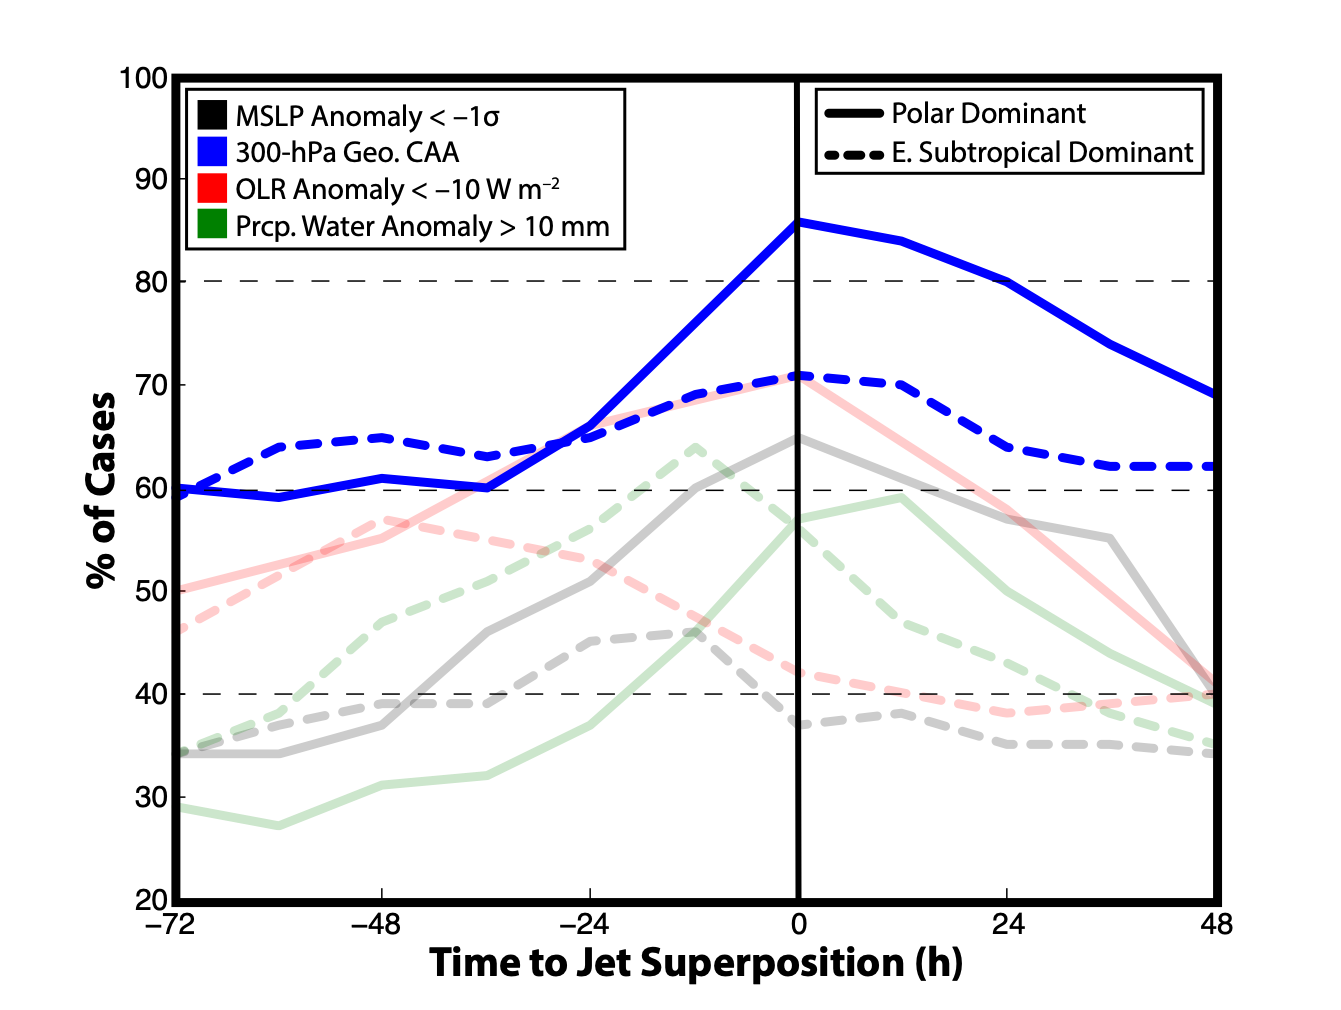 100
90
80
70
60
50
40
30
20
% of Cases
MSLP Anomaly < –1σ
300-hPa Geo. CAA
OLR Anomaly < –10 W m⁻²
Prcp. Water Anomaly > 10 mm
Polar Dominant
E. Subtropical Dominant
−72 −48 −24 0 24 48
Time to Jet Superposition (h)